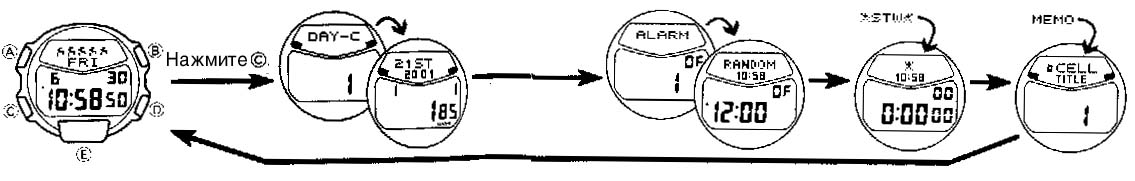 Ⓐ
Ⓑ
Ⓒ
Ⓓ
Ⓔ
FRI
6 30
10:58 50
Нажмите Ⓒ.
DAY-C
1
21ST
2001
1 1
185
ALARM
OF
1
RANDOM
10:58
OF
12:00
※STW※
※
10:58
00
0:00 00
MEMO
CELL
TITLE
1